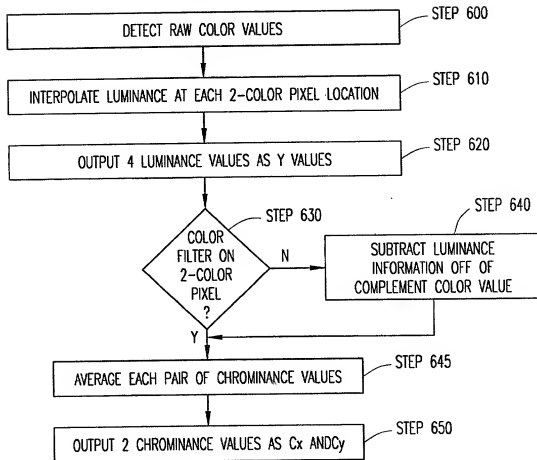 DETECT RAW COLOR VALUES
STEP 600
INTERPOLATE LUMINANCE AT EACH 2-COLOR PIXEL LOCATION
STEP 610
OUTPUT 4 LUMINANCE VALUES AS Y VALUES
STEP 620
STEP 630
COLOR
FILTER ON
2-COLOR
PIXEL
?
N
Y
STEP 640
SUBTRACT LUMINANCE
INFORMATION OFF OF
COMPLEMENT COLOR VALUE
AVERAGE EACH PAIR OF CHROMINANCE VALUES
STEP 645
OUTPUT 2 CHROMINANCE VALUES AS Cx ANDCy
STEP 650